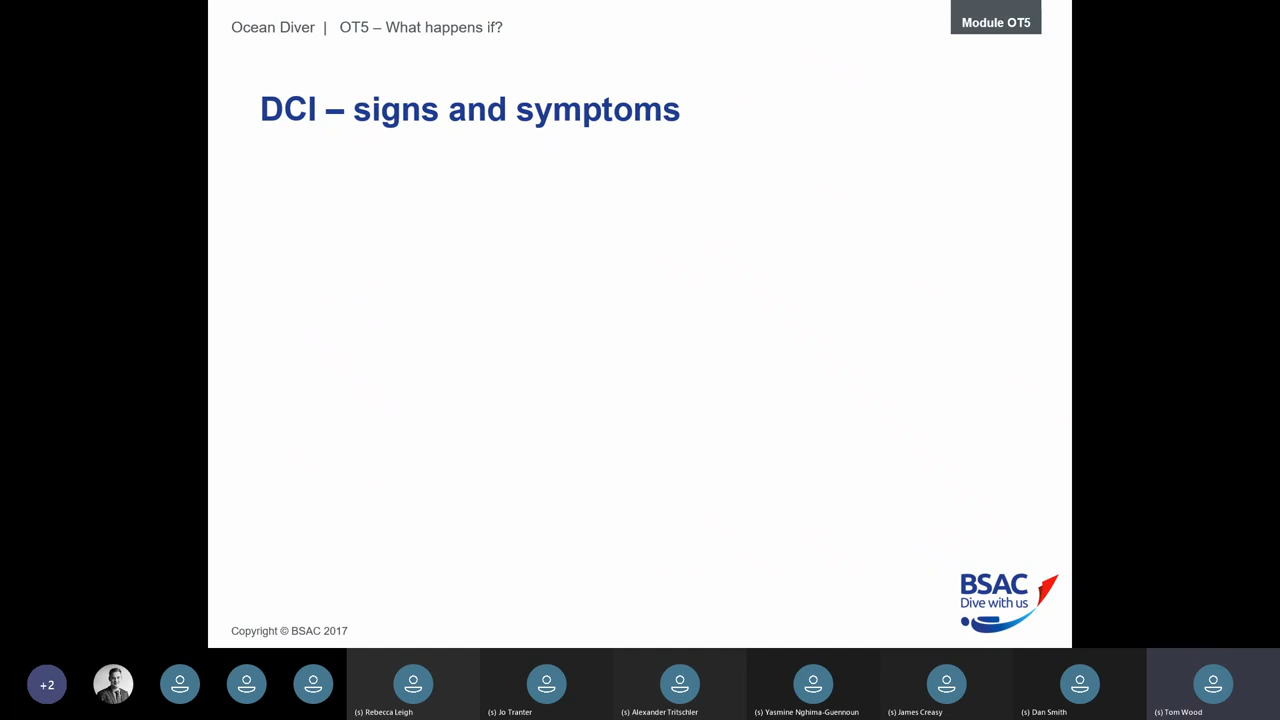 Ocean Diver | OT5 – What happens if?
Module OT5
DCI – signs and symptoms
BSAC
Dive with us
Copyright © BSAC 2017
+2
(s) Rebecca Leigh
(s) Jo Tranter
(s) Alexander Tritschler
(s) Yasmine Nghima-Guennoun
(s) James Creasy
(s) Dan Smith
(s) Tom Wood